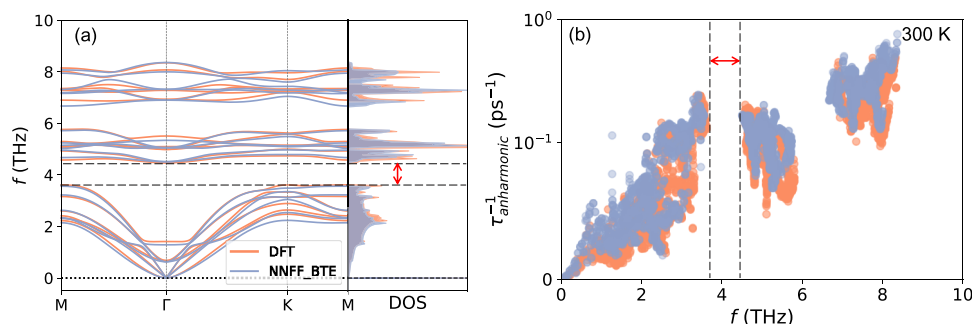 (a)
10
8
6
4
2
0
f (THz)
DFT
NNFF_BTE
M Γ K M DOS
(b)
300 K
10⁰
10⁻¹
0
τ⁻¹anharmonic (ps⁻¹)
0 2 4 6 8 10
f (THz)